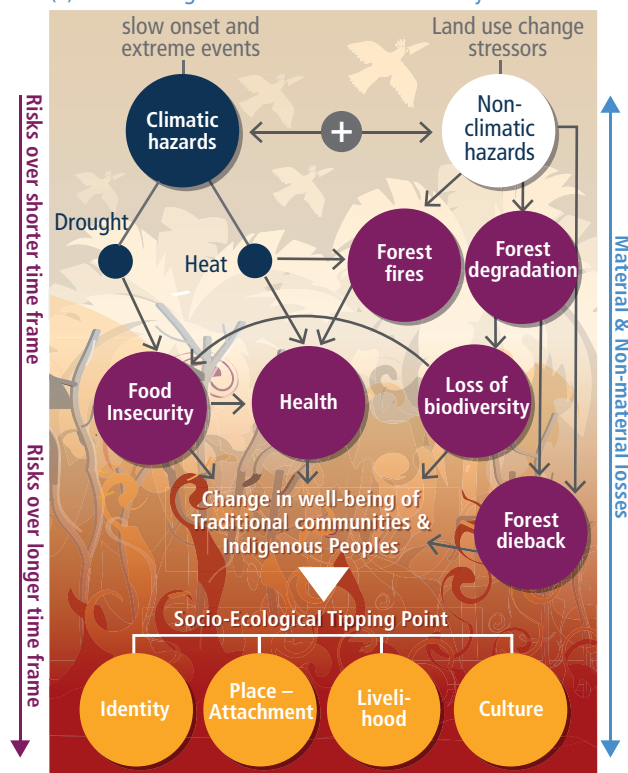 slow onset and
extreme events
Land use change
stressors
Climatic
hazards
+
Non-
climatic
hazards
Drought
Heat
Forest
fires
Forest
degradation
Food
Insecurity
Health
Loss of
biodiversity
Change in well-being of
Traditional communities &
Indigenous Peoples
Forest
dieback
Socio-Ecological Tipping Point
Identity
Place –
Attachment
Liveli-
hood
Culture
Risks over shorter time frame
Risks over longer time frame
Material & Non-material losses